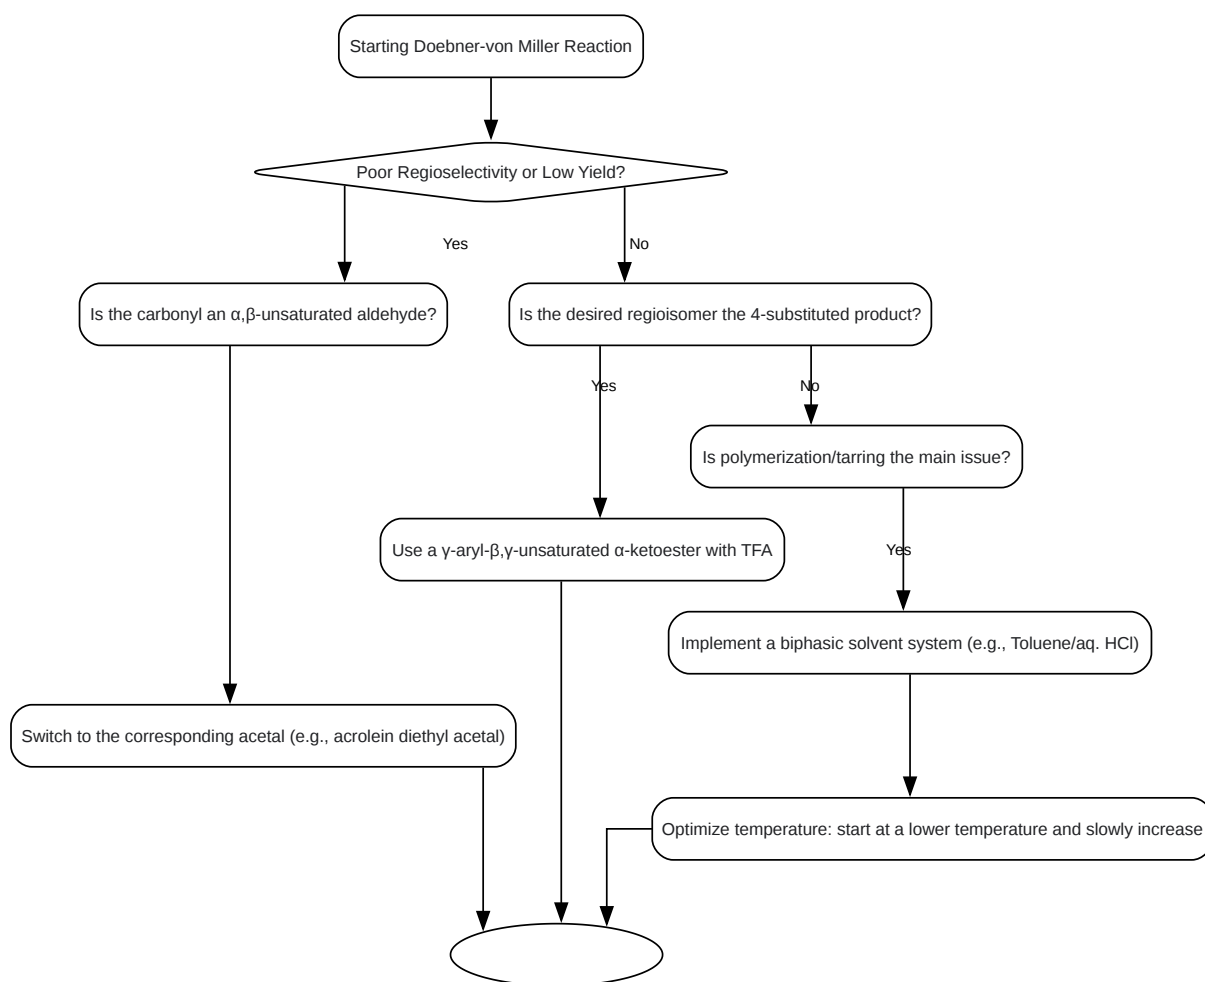 Starting Doebner-von Miller Reaction
Poor Regioselectivity or Low Yield?
Yes
No
Is the carbonyl an α,β-unsaturated aldehyde?
Is the desired regioisomer the 4-substituted product?
Yes
No
Is polymerization/tarring the main issue?
Use a γ-aryl-β,γ-unsaturated α-ketoester with TFA
Yes
Implement a biphasic solvent system (e.g., Toluene/aq. HCl)
Switch to the corresponding acetal (e.g., acrolein diethyl acetal)
Optimize temperature: start at a lower temperature and slowly increase